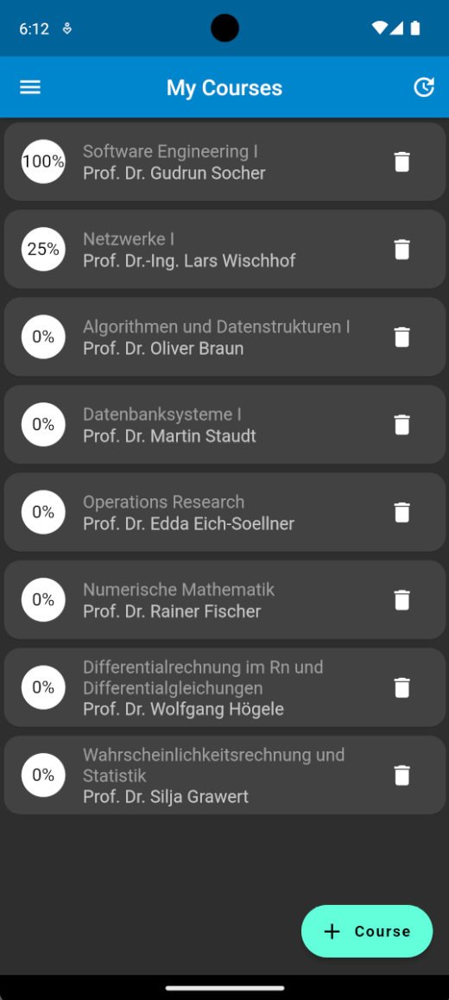 6:12
My Courses
100%
Software Engineering I
Prof. Dr. Gudrun Socher
25%
Netzwerke I
Prof. Dr.-Ing. Lars Wischhof
0%
Algorithmen und Datenstrukturen I
Prof. Dr. Oliver Braun
0%
Datenbanksysteme I
Prof. Dr. Martin Staudt
0%
Operations Research
Prof. Dr. Edda Eich-Soellner
0%
Numerische Mathematik
Prof. Dr. Rainer Fischer
0%
Differentialrechnung im Rn und
Differentialgleichungen
Prof. Dr. Wolfgang Högele
0%
Wahrscheinlichkeitsrechnung und
Statistik
Prof. Dr. Silja Grawert
+ Course